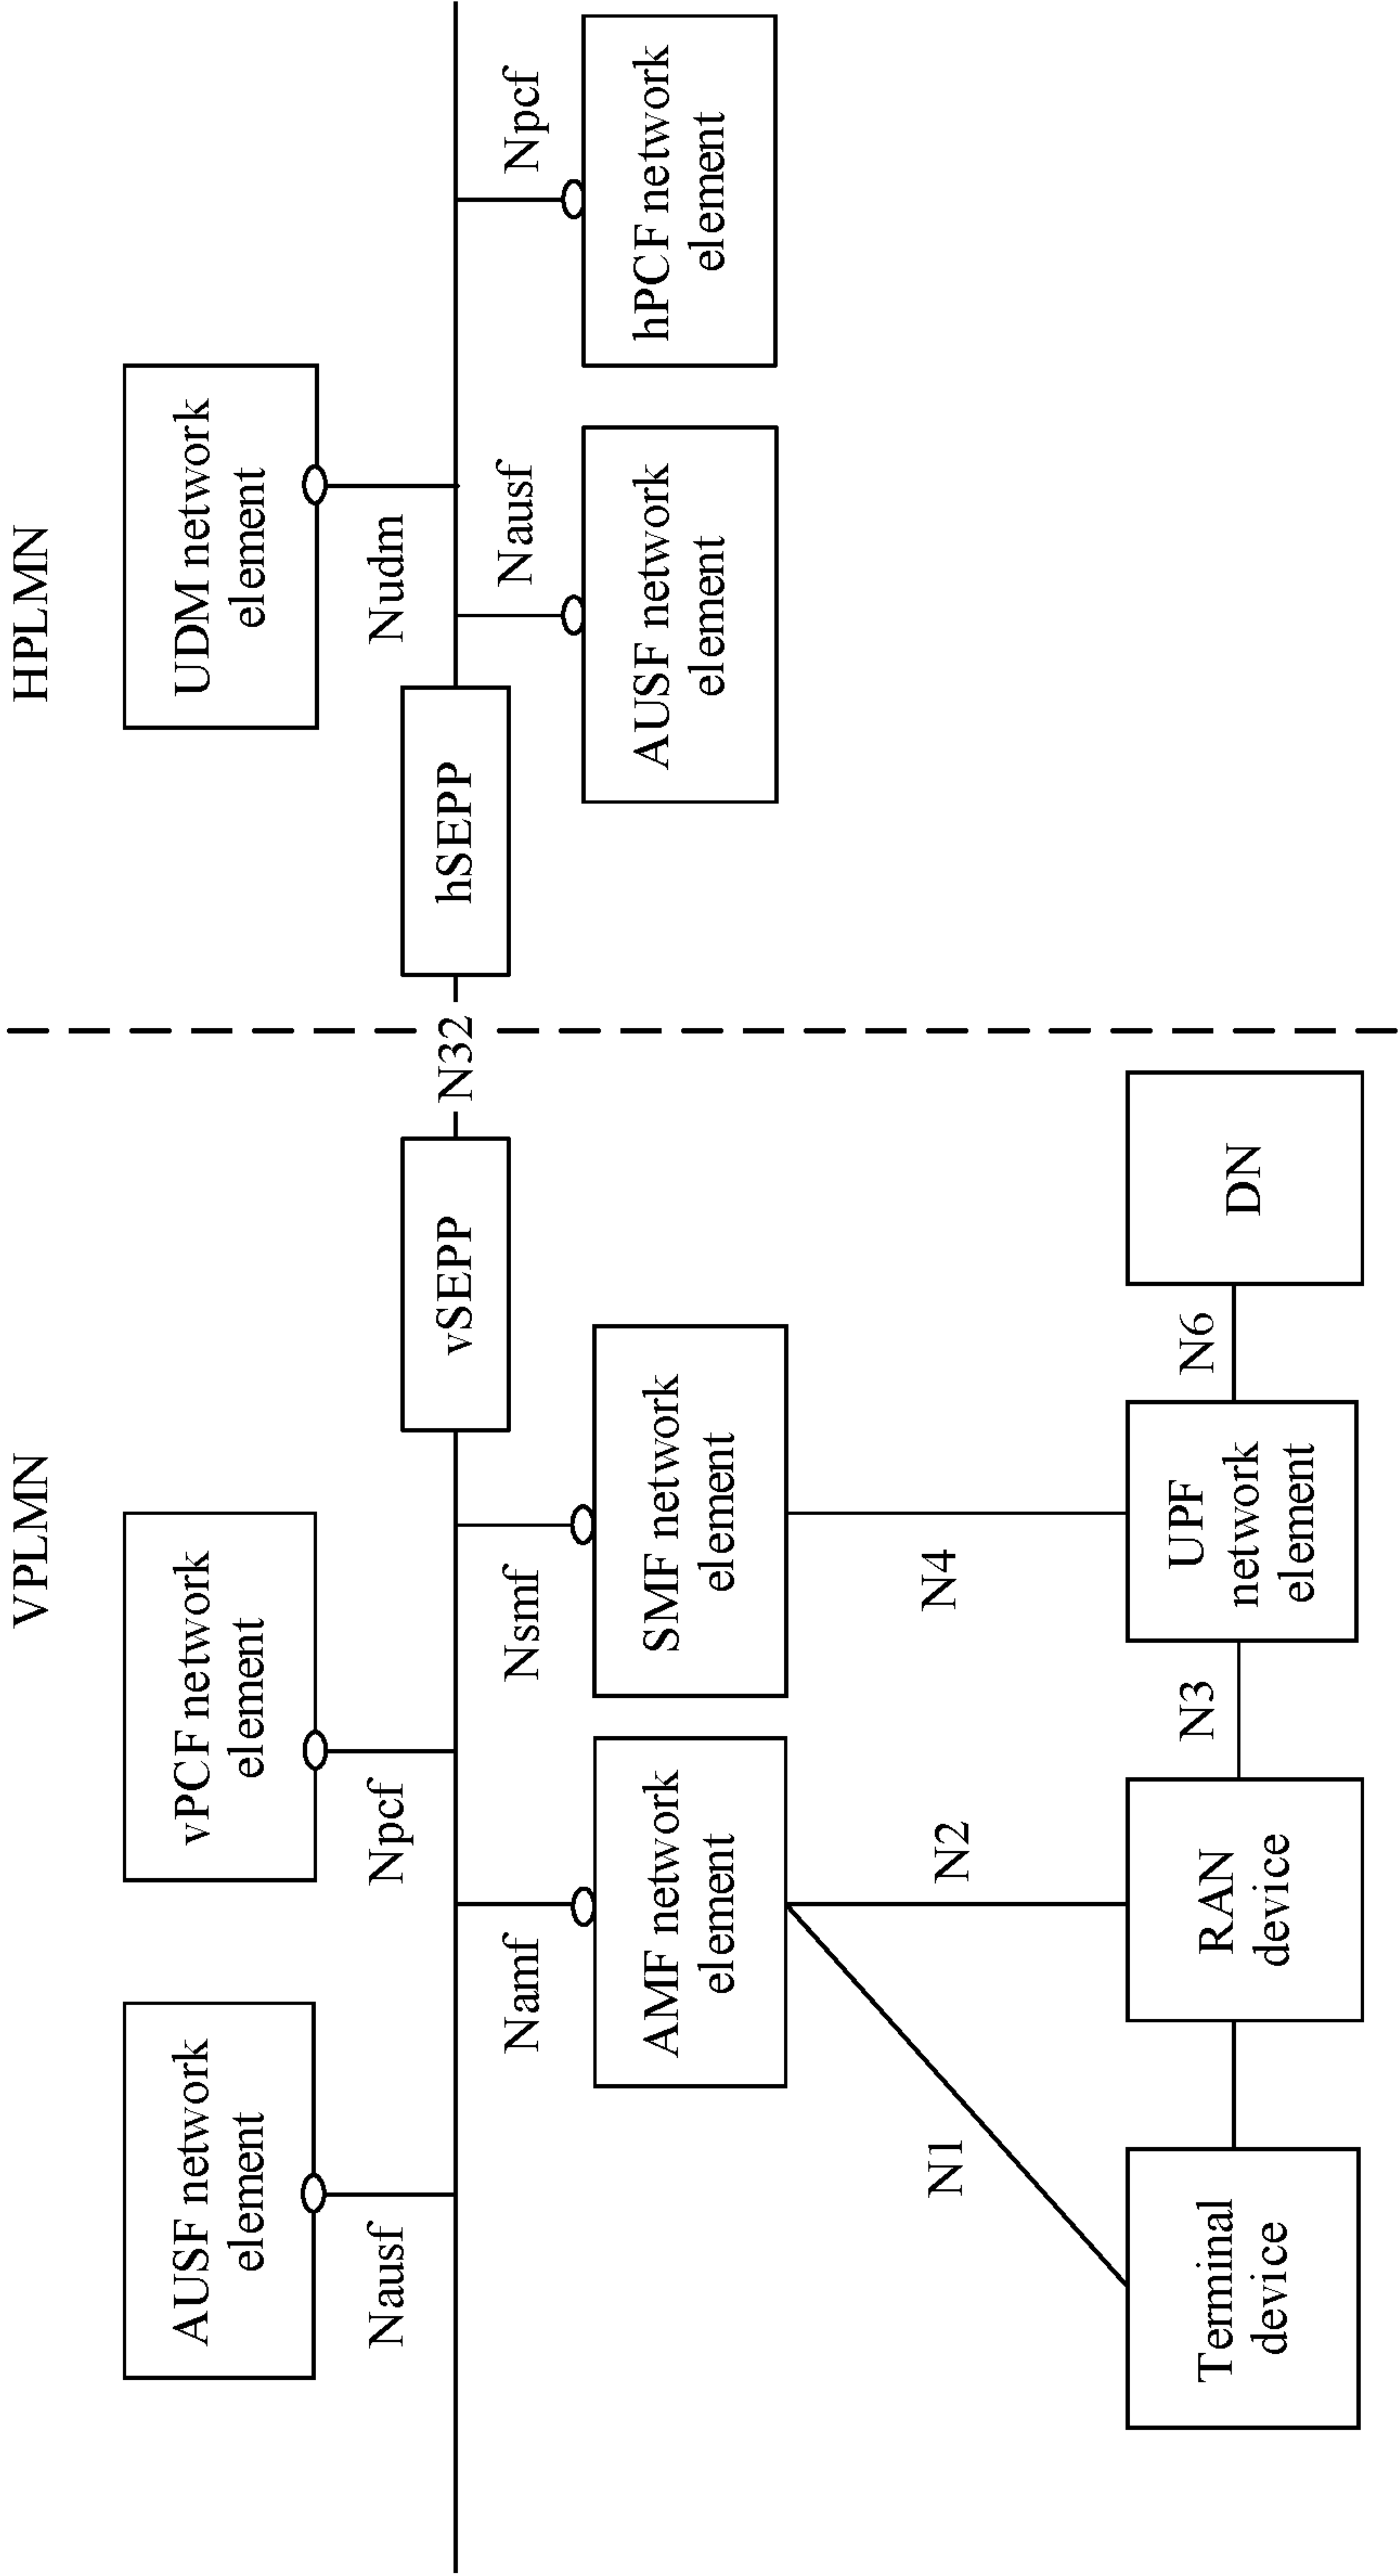 VPLMN
HPLMN
AUSF network
element
vPCF network
element
UDM network
element
Nausf
Npcf
Nudm
vSEPP
N32
hSEPP
Namf
Nsmf
Nausf
Npcf
AMF network
element
SMF network
element
AUSF network
element
hPCF network
element
N1
N2
N4
Terminal
device
RAN
device
N3
UPF
network
element
N6
DN